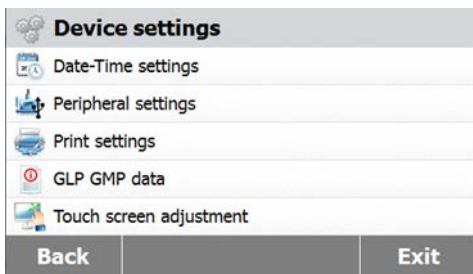 Device settings
Date-Time settings
Peripheral settings
Print settings
GLP GMP data
Touch screen adjustment
Back Exit